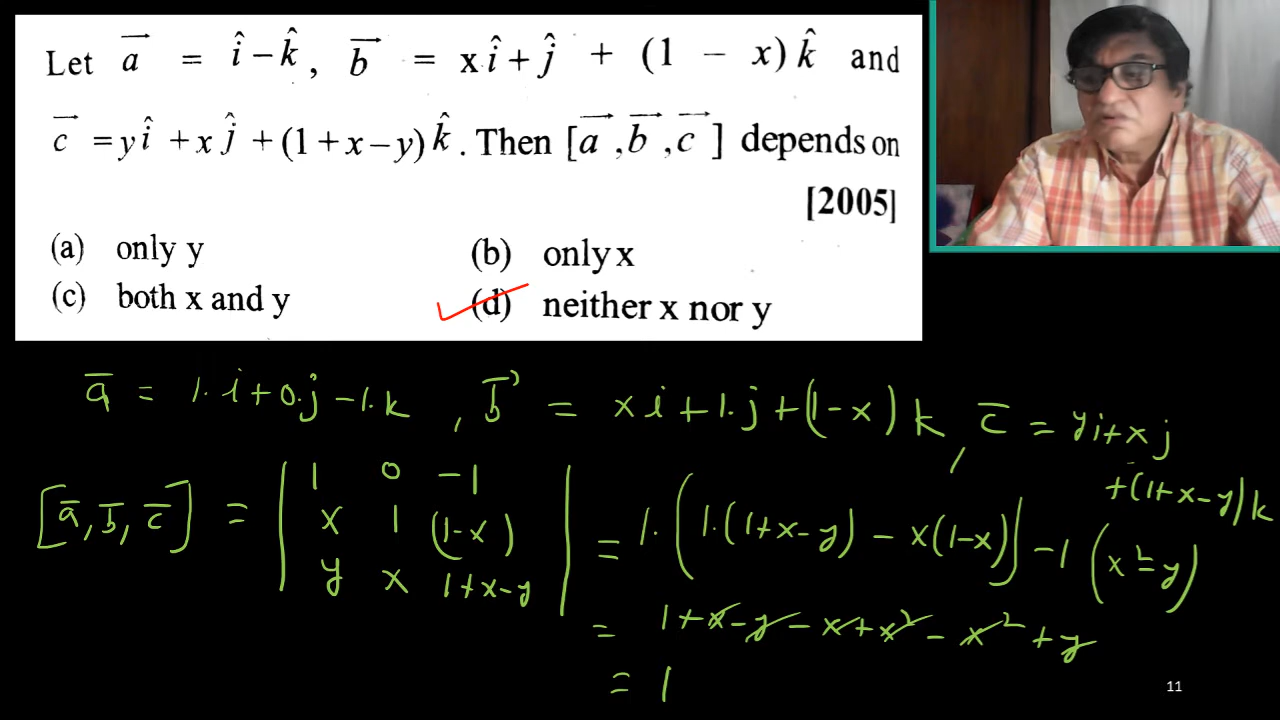 Let a⃗ = î − k̂, b⃗ = xî + ĵ + (1 − x)k̂ and
c⃗ = yî + xĵ + (1 + x − y)k̂. Then [a⃗, b⃗, c⃗] depends on
[2005]
(a) only y (b) only x
(c) both x and y (d) neither x nor y
a̅ = 1.i + 0.j − 1.k , b⃗ = xi + 1.j + (1−x)k, c̅ = yi + xj
+(1+x−y)k
[a̅, b̅, c̅] = | 1 0 −1 |
| x 1 (1−x) | = 1.(1.(1+x−y) − x(1−x)) − 1(x² − y)
| y x 1+x−y |
= 1 + x − y − x + x² − x² + y
= 1
11